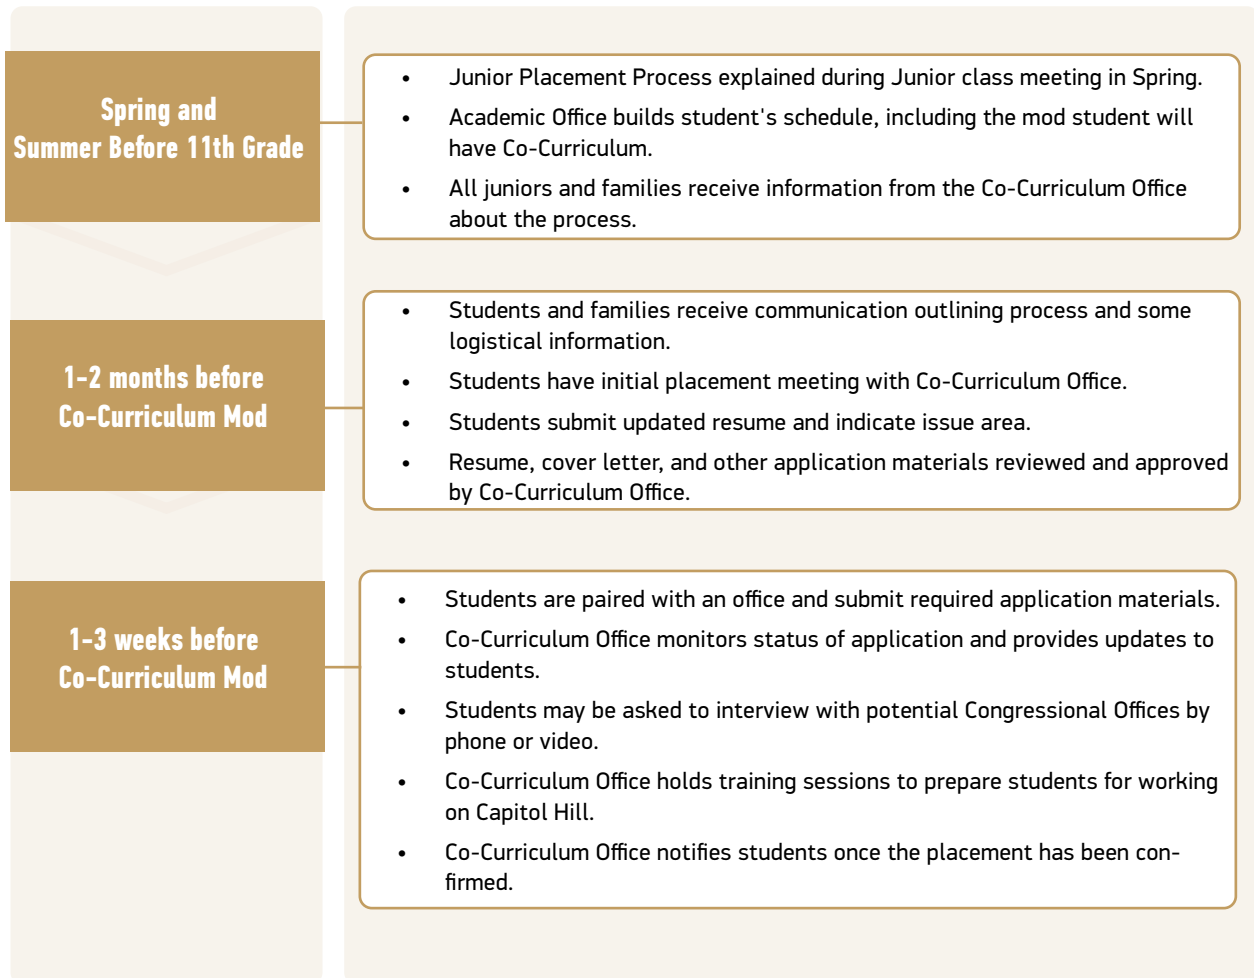 Spring and
Summer Before 11th Grade
• Junior Placement Process explained during Junior class meeting in Spring.
• Academic Office builds student's schedule, including the mod student will
have Co-Curriculum.
• All juniors and families receive information from the Co-Curriculum Office
about the process.
1-2 months before
Co-Curriculum Mod
• Students and families receive communication outlining process and some
logistical information.
• Students have initial placement meeting with Co-Curriculum Office.
• Students submit updated resume and indicate issue area.
• Resume, cover letter, and other application materials reviewed and approved
by Co-Curriculum Office.
1-3 weeks before
Co-Curriculum Mod
• Students are paired with an office and submit required application materials.
• Co-Curriculum Office monitors status of application and provides updates to
students.
• Students may be asked to interview with potential Congressional Offices by
phone or video.
• Co-Curriculum Office holds training sessions to prepare students for working
on Capitol Hill.
• Co-Curriculum Office notifies students once the placement has been con-
firmed.